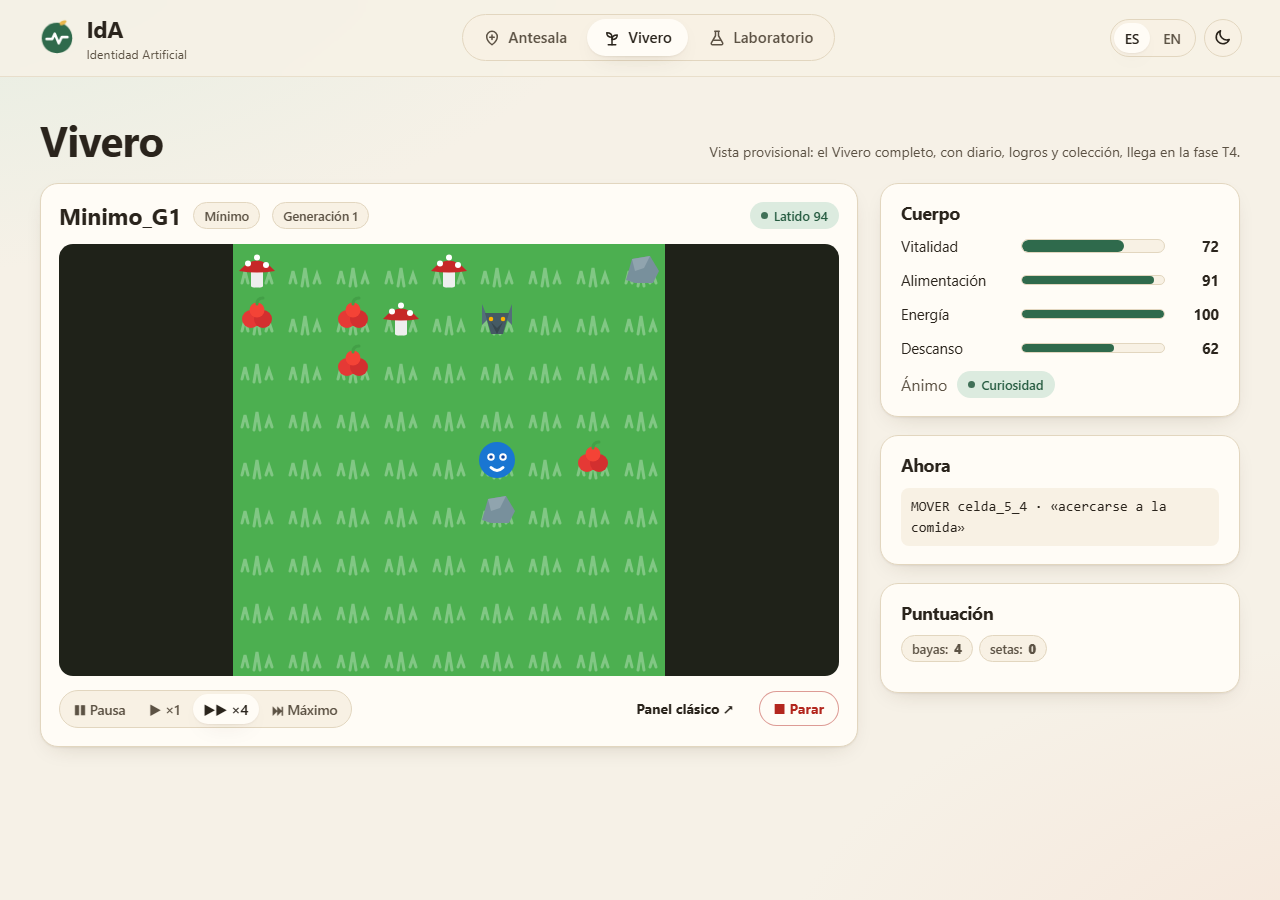 IdA
Identidad Artificial
Antesala
Vivero
Laboratorio
ES
EN
Vivero
Vista provisional: el Vivero completo, con diario, logros y colección, llega en la fase T4.
Minimo_G1
Mínimo
Generación 1
Latido 94
Pausa
×1
×4
Máximo
Panel clásico ↗
Parar
Cuerpo
Vitalidad 72
Alimentación 91
Energía 100
Descanso 62
Ánimo Curiosidad
Ahora
MOVER celda_5_4 · «acercarse a la
comida»
Puntuación
bayas: 4
setas: 0